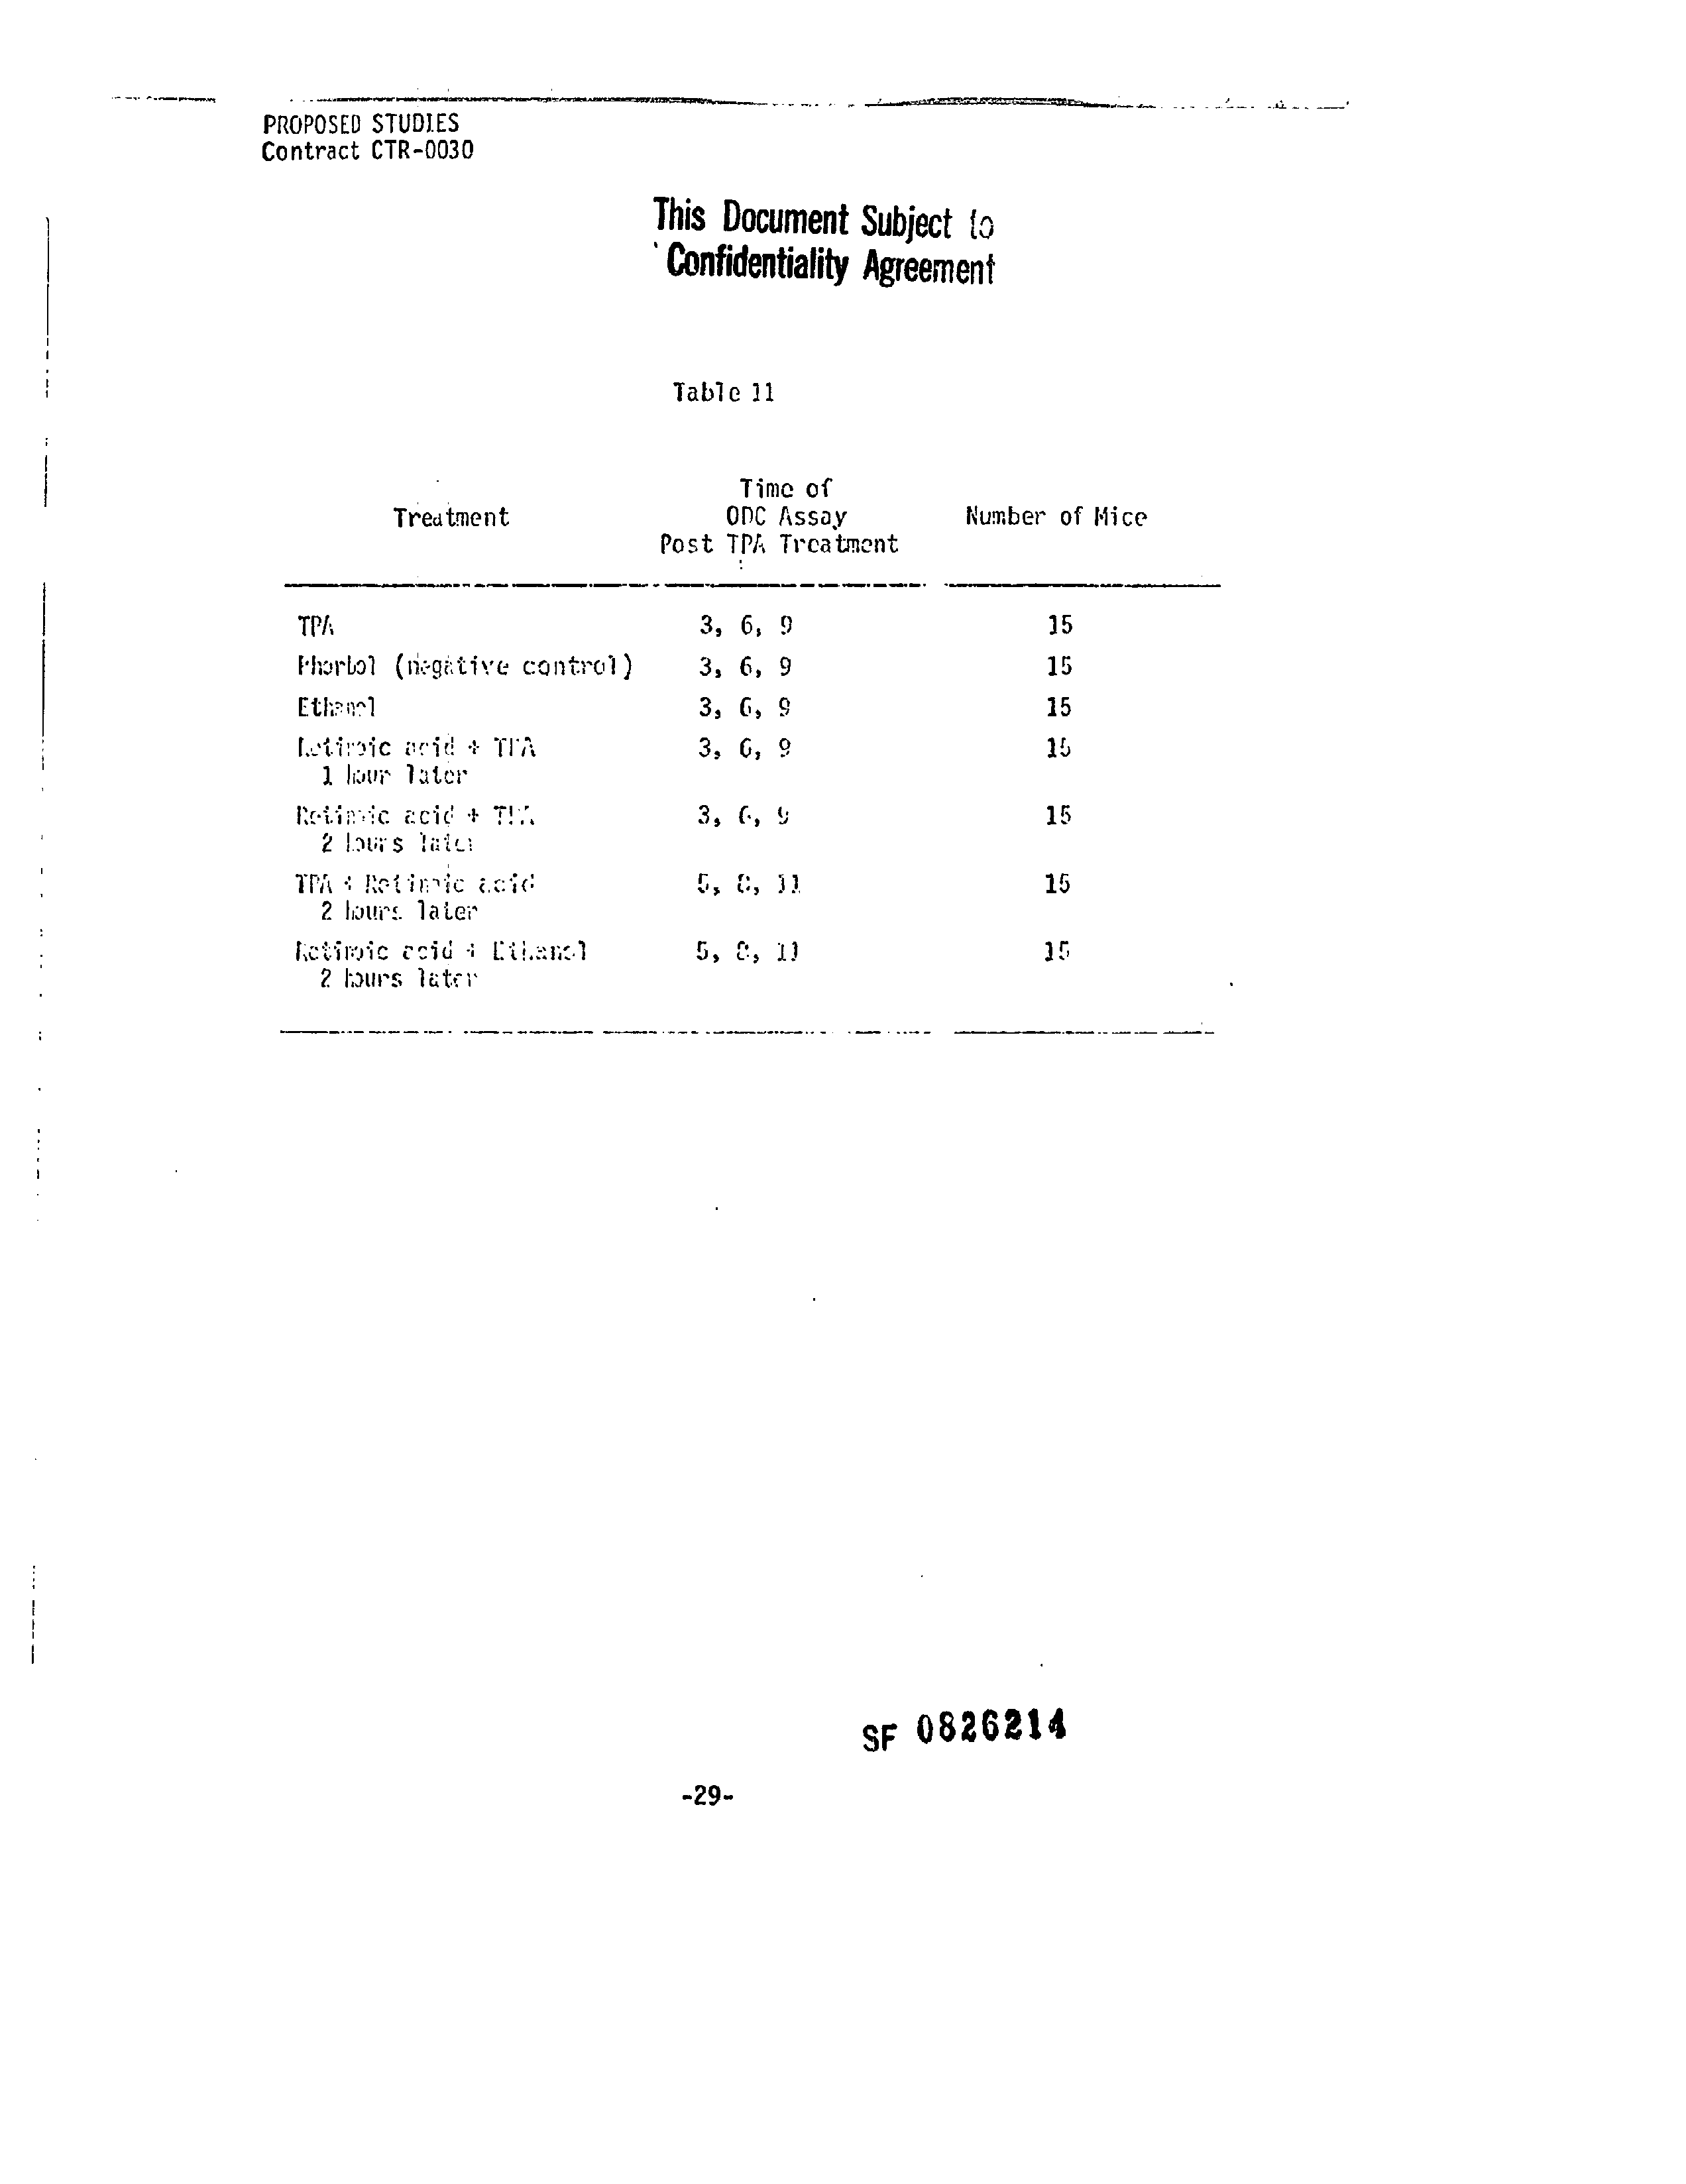 PROPOSED STUDIES
Contract CTR-0030
This Document Subject to
Confidentiality Agreement
Table 11
Time of
Treatment ODC Assay Number of Mice
Post TPA Treatment
TPA 3, 6, 9 15
Phorbol (negative control) 3, 6, 9 15
Ethanol 3, 6, 9 15
Retinoic acid + TPA 3, 6, 9 15
1 hour later
Retinoic acid + TPA 3, 6, 9 15
2 hours later
TPA + Retinoic acid 5, 8, 11 15
2 hours later
Retinoic acid + Ethanol 5, 8, 11 15
2 hours later
SF 0826214
-29-